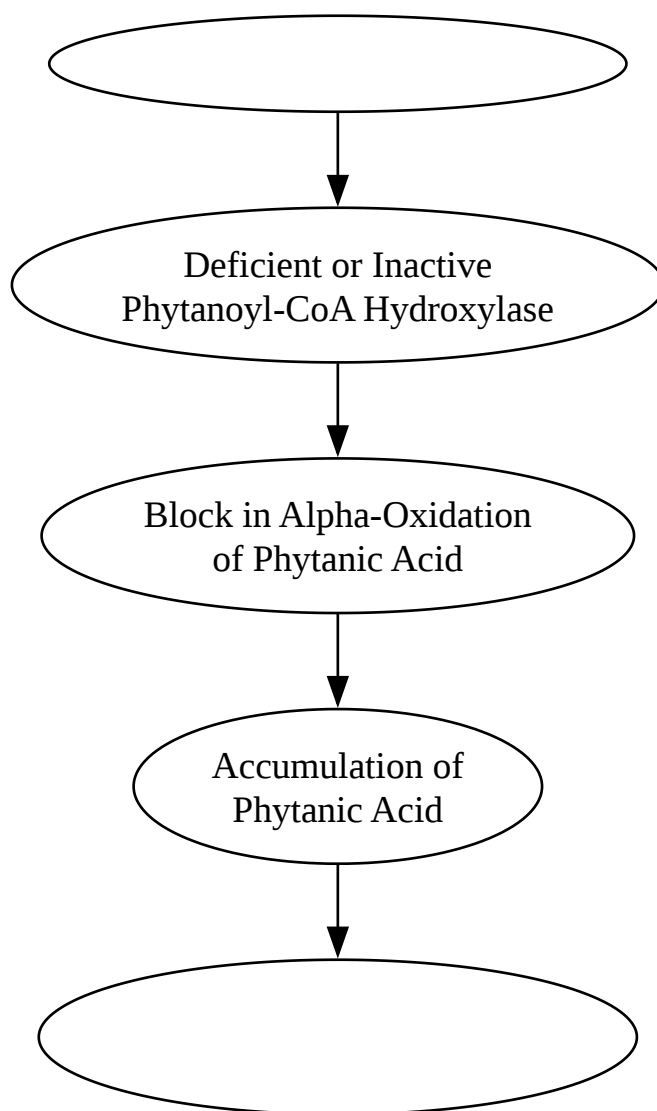 Deficient or Inactive
Phytanoyl-CoA Hydroxylase
Block in Alpha-Oxidation
of Phytanic Acid
Accumulation of
Phytanic Acid